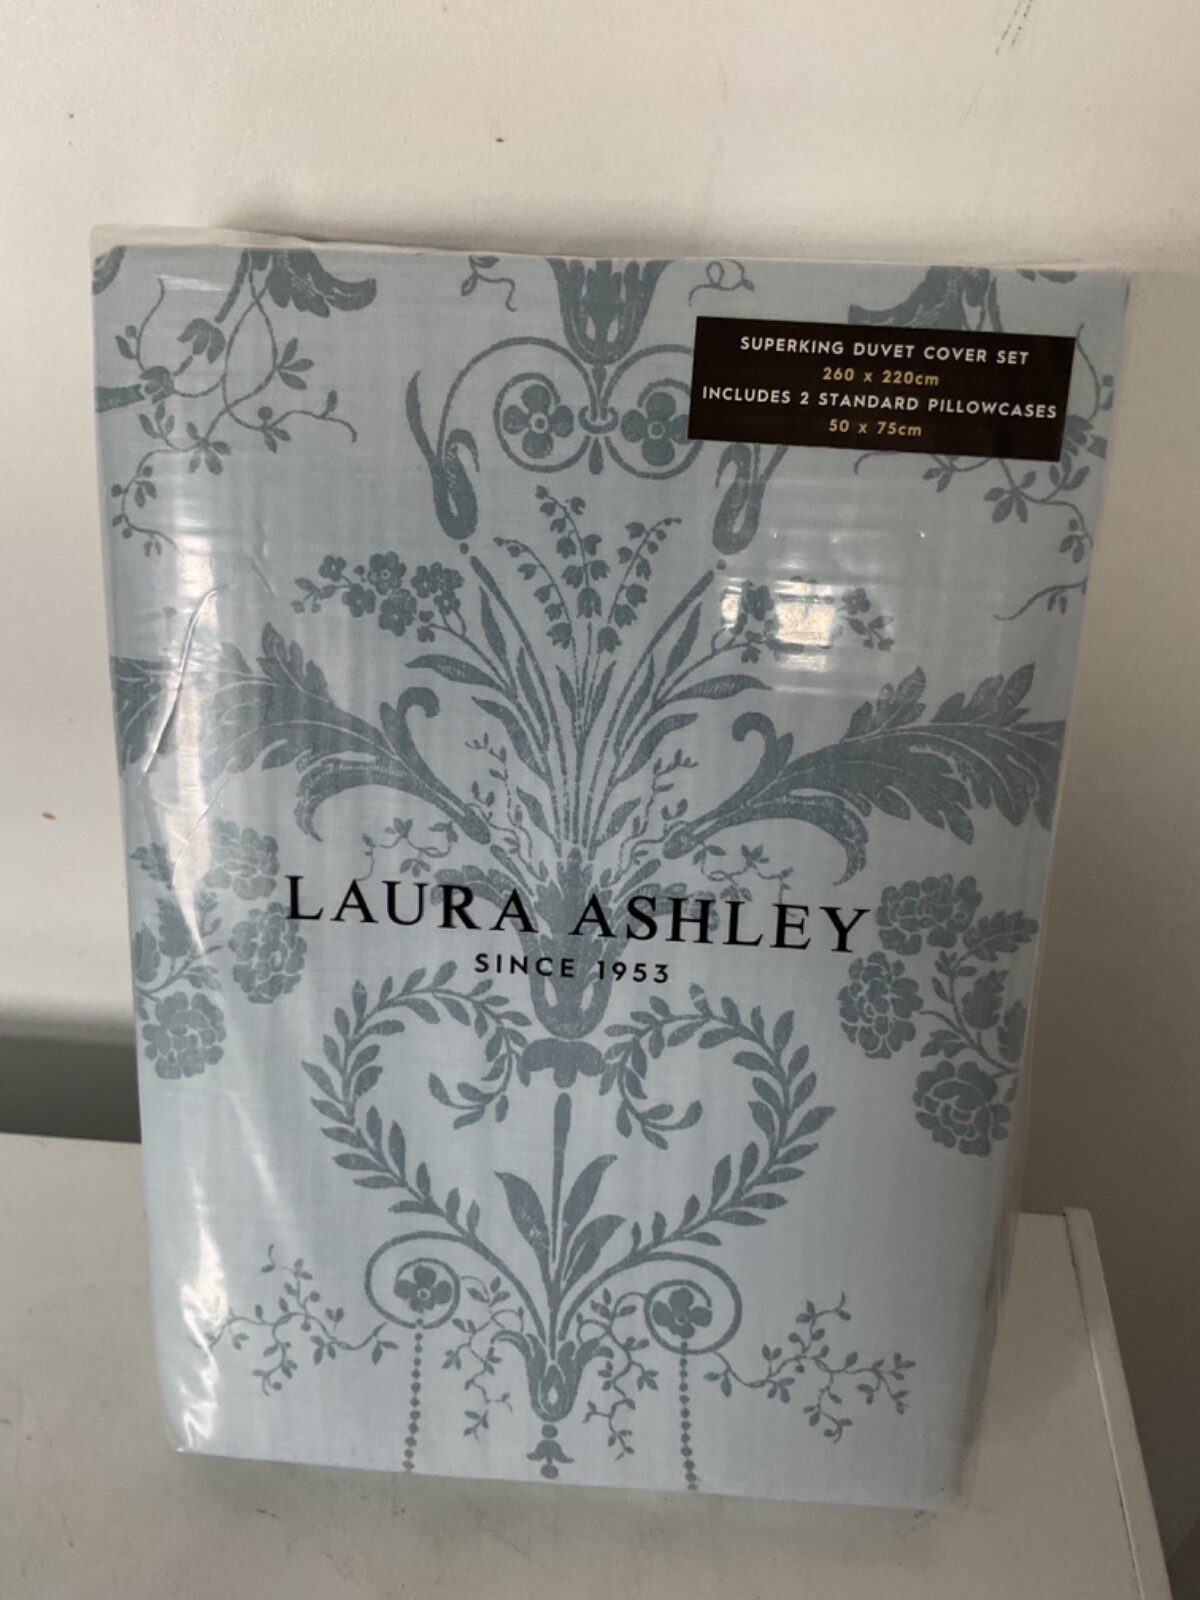 SUPERKING DUVET COVER SET
260 x 220cm
INCLUDES 2 STANDARD PILLOWCASES
50 x 75cm
LAURA ASHLEY
SINCE 1953